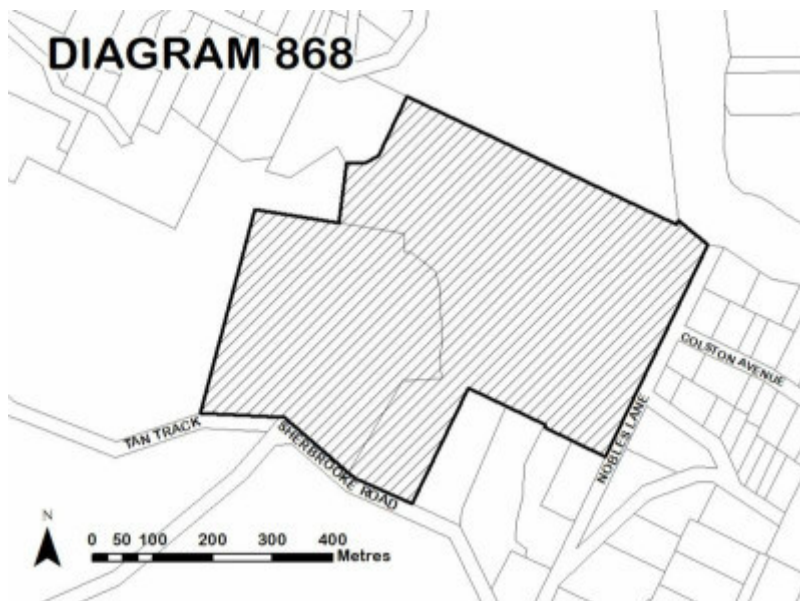 DIAGRAM 868
COLSTON AVENUE
NOBLES LANE
TAN TRACK
SHERBROOKE ROAD
N
0 50 100 200 300 400
Metres